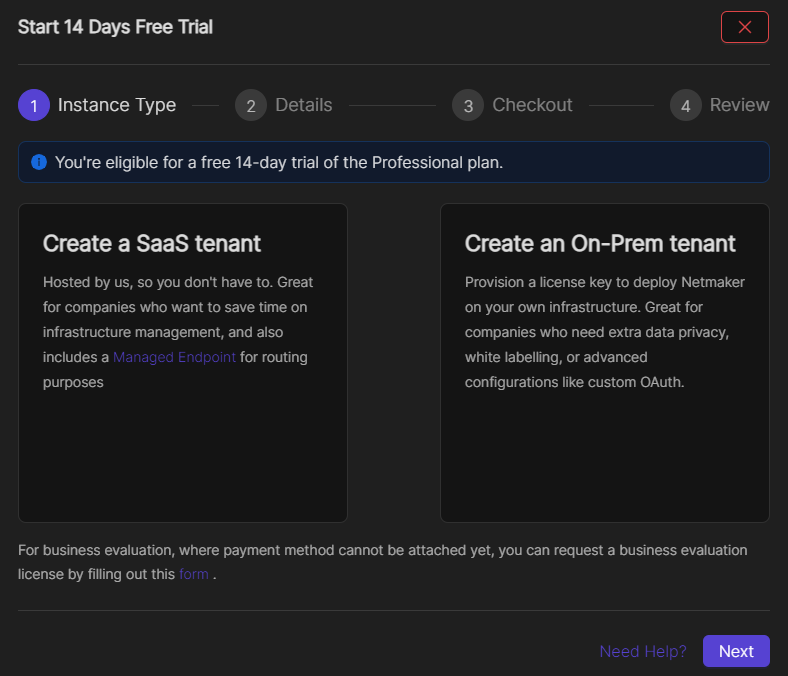 Start 14 Days Free Trial
1 Instance Type
2 Details
3 Checkout
4 Review
You're eligible for a free 14-day trial of the Professional plan.
Create a SaaS tenant
Hosted by us, so you don't have to. Great
for companies who want to save time on
infrastructure management, and also
includes a Managed Endpoint for routing
purposes
Create an On-Prem tenant
Provision a license key to deploy Netmaker
on your own infrastructure. Great for
companies who need extra data privacy,
white labelling, or advanced
configurations like custom OAuth.
For business evaluation, where payment method cannot be attached yet, you can request a business evaluation
license by filling out this form .
Need Help?
Next